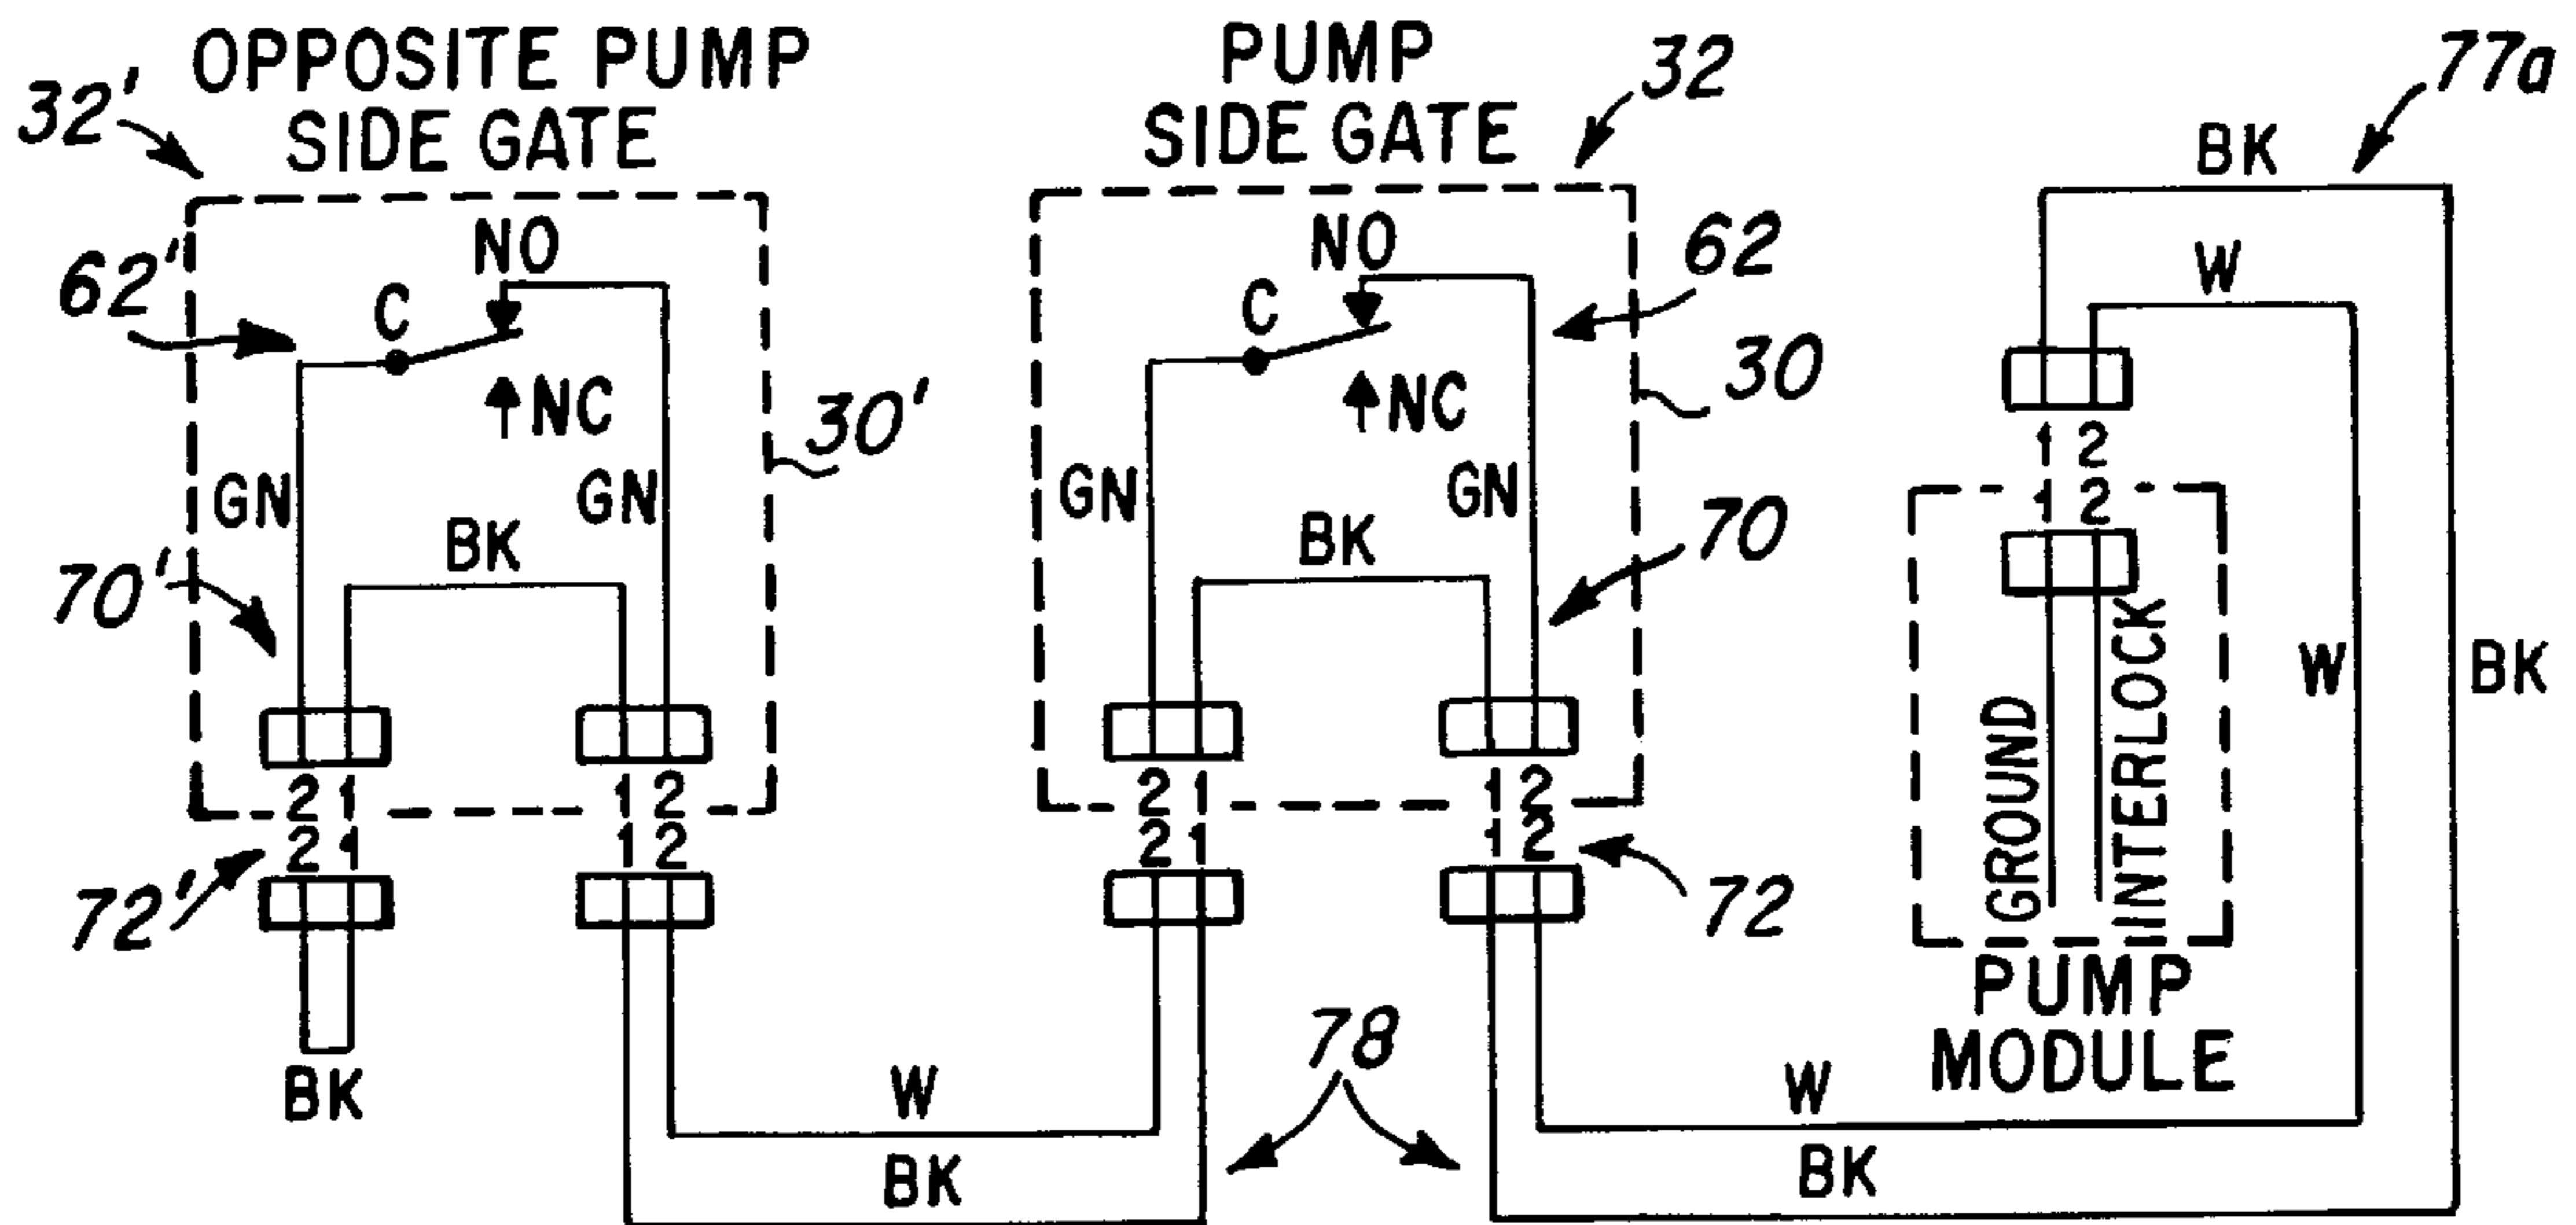 OPPOSITE PUMP
SIDE GATE
32'
PUMP
SIDE GATE
32
77a
BK
W
NO
C
NC
62'
30'
GN
GN
BK
70'
2 1
1 2
2 1
1 2
72'
BK
NO
C
NC
62
30
GN
GN
BK
70
2 1
1 2
2 1
1 2
72
1 2
1 2
GROUND
INTERLOCK
PUMP
MODULE
W
BK
78
W
BK
W
BK